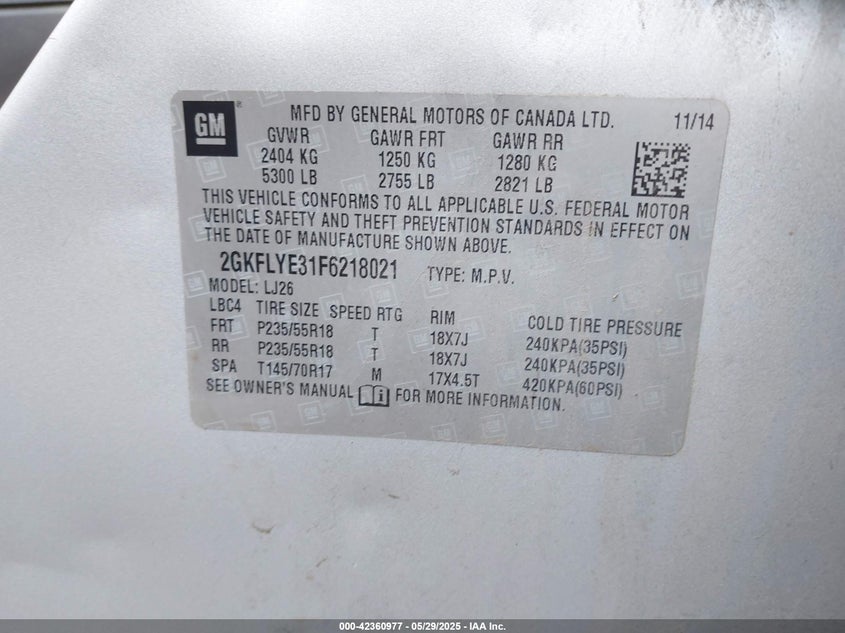 GM ® MFD BY GENERAL MOTORS OF CANADA LTD. 11/14
GVWR GAWR FRT GAWR RR
2404 KG 1250 KG 1280 KG
5300 LB 2755 LB 2821 LB
THIS VEHICLE CONFORMS TO ALL APPLICABLE U.S. FEDERAL MOTOR
VEHICLE SAFETY AND THEFT PREVENTION STANDARDS IN EFFECT ON
THE DATE OF MANUFACTURE SHOWN ABOVE.
2GKFLYE31F6218021 TYPE: M.P.V.
MODEL: LJ26
LBC4 TIRE SIZE SPEED RTG RIM COLD TIRE PRESSURE
FRT P235/55R18 T 18X7J 240KPA(35PSI)
RR P235/55R18 T 18X7J 240KPA(35PSI)
SPA T145/70R17 M 17X4.5T 420KPA(60PSI)
SEE OWNER'S MANUAL i FOR MORE INFORMATION.
000-42360977 - 05/29/2025 - IAA Inc.